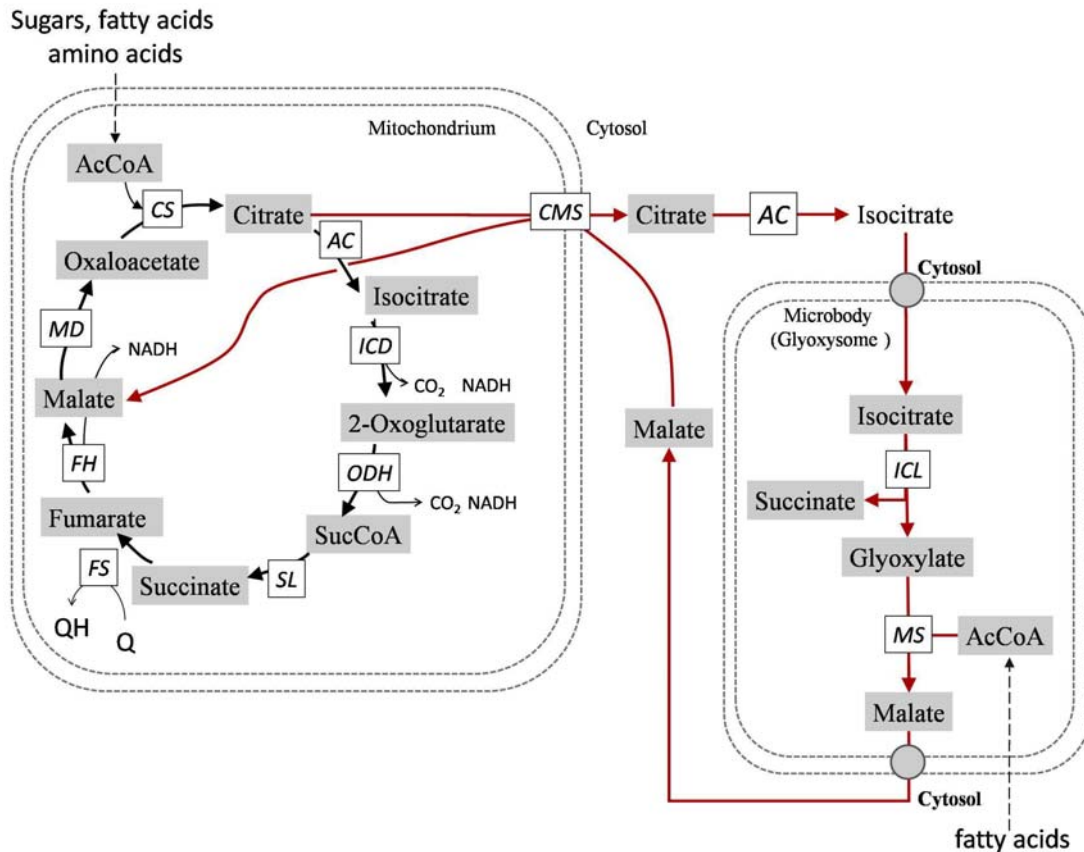 Sugars, fatty acids
amino acids
Mitochondrium
Cytosol
AcCoA
CS
Citrate
CMS
Citrate
AC
Isocitrate
AC
Oxaloacetate
Isocitrate
Cytosol
MD
NADH
ICD
CO2 NADH
Microbody
(Glyoxysome )
Malate
2-Oxoglutarate
Malate
Isocitrate
FH
ODH
CO2 NADH
ICL
Succinate
Fumarate
SucCoA
Glyoxylate
FS
Succinate
SL
QH
Q
MS
AcCoA
Malate
Cytosol
fatty acids